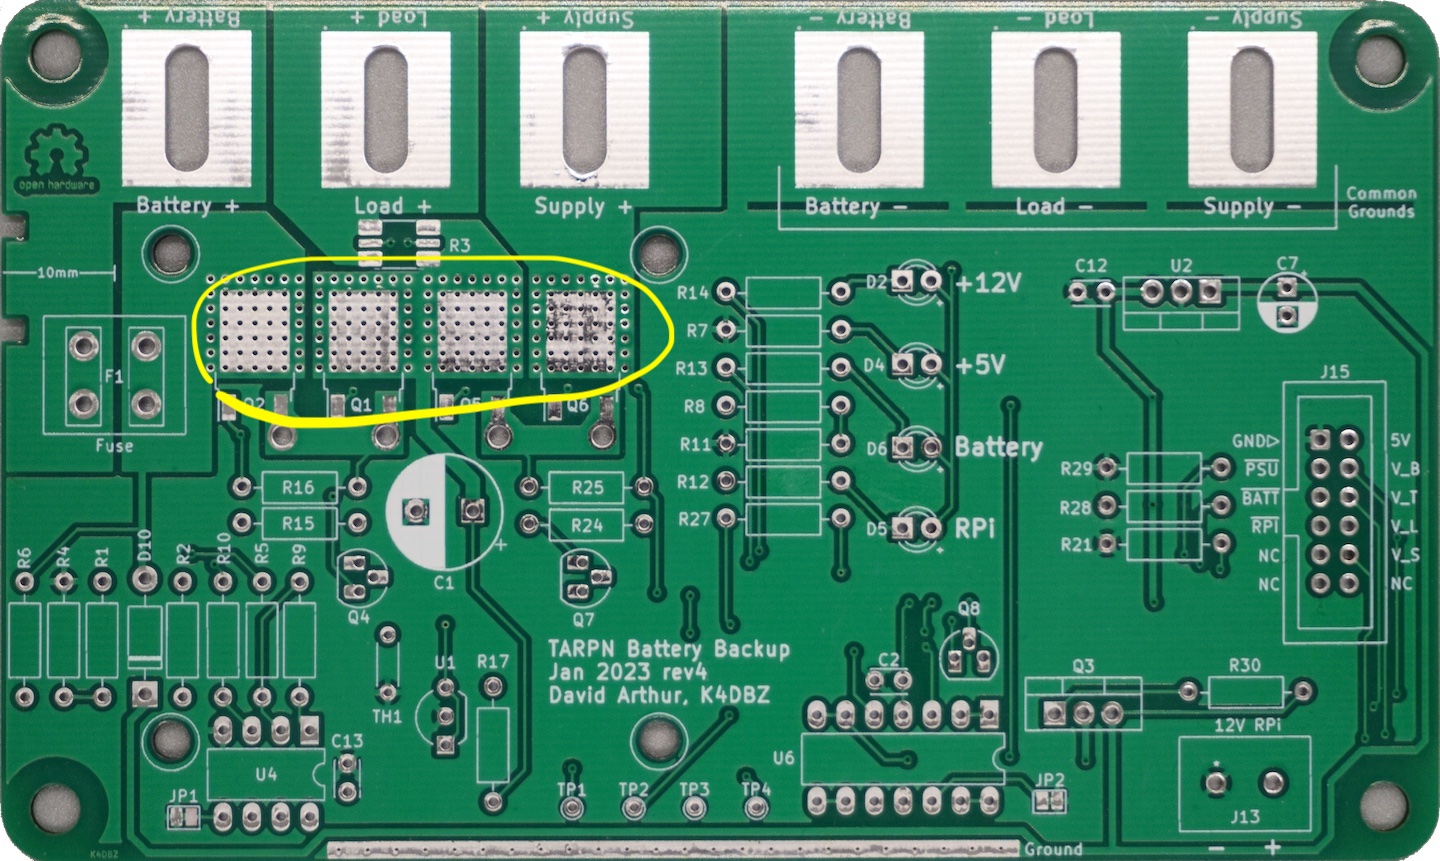 Battery +
Load +
Supply +
Battery -
Load -
Supply -
open hardware
Battery +
Load +
Supply +
Battery -
Load -
Supply -
Common
Grounds
R3
10mm
C12
U2
C7
R14
D2
+12V
R7
R13
D4
+5V
F1
J15
Q2
Q1
Q5
Q6
R8
Fuse
R11
D6
Battery
GND
5V
R29
PSU
V_B
R16
R25
R12
BATT
V_T
R28
R15
R24
R27
D5
RPi
RPI
V_L
R21
R6
R4
R1
D10
R2
R10
R5
R9
+
NC
V_S
C1
NC
NC
Q4
Q7
Q8
TARPN Battery Backup
Jan 2023 rev4
David Arthur, K4DBZ
U1
R17
C2
Q3
R30
TH1
12V RPi
C13
U4
U6
JP1
TP1
TP2
TP3
TP4
JP2
J13
K4DBZ
Ground
- +